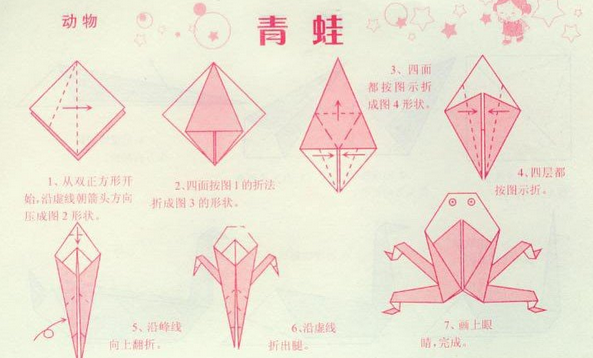 动物
青蛙
1、从双正方形开
始,沿虚线朝箭头方向
压成图2形状。
2、四面按图1的折法
折成图3的形状。
3、四面
都按图示折
成图4形状。
4、四层都
按图示折。
5、沿峰线
向上翻折。
6、沿虚线
折出腿。
7、画上眼
睛,完成。